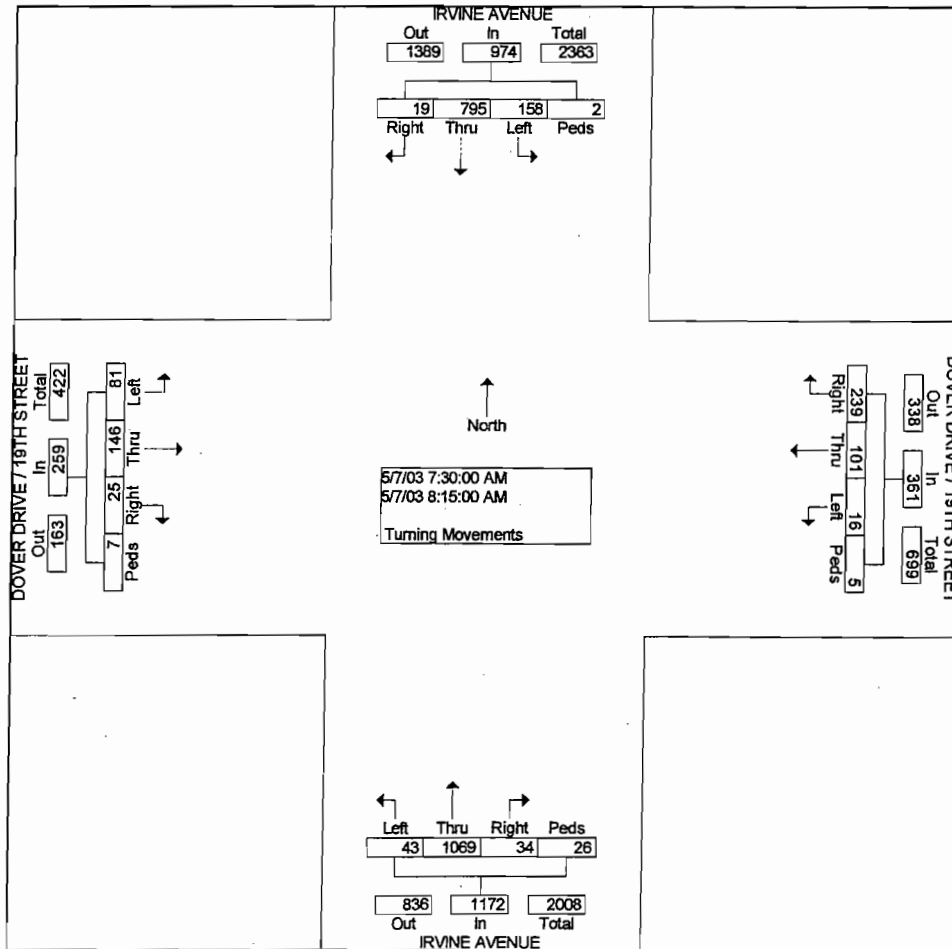 IRVINE AVENUE
Out In Total
1389 974 2363
19 795 158 2
Right Thru Left Peds
DOVER DRIVE / 19TH STREET
Total In Out
422 259 163
81 146 25 7
Left Thru Right Peds
North
5/7/03 7:30:00 AM
5/7/03 8:15:00 AM
Turning Movements
Right Thru Left Peds
239 101 16 5
Out In Total
338 361 699
DOVER DRIVE / 19TH STREET
Left Thru Right Peds
43 1069 34 26
836 1172 2008
Out In Total
IRVINE AVENUE